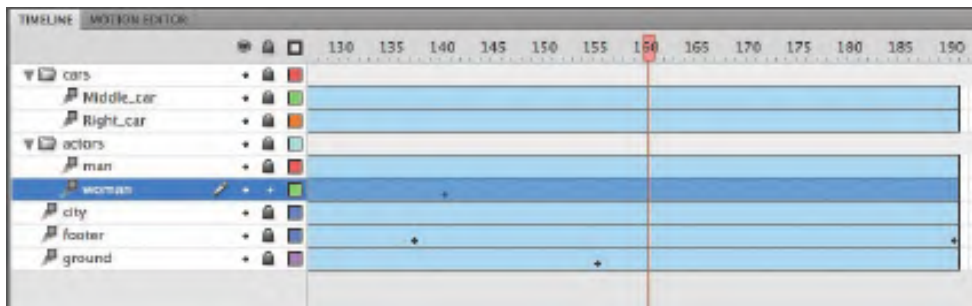 TIMELINE MOTION EDITOR
130 135 140 145 150 155 160 165 170 175 180 185 190
cars
Middle_car
Right_car
actors
man
woman
city
footer
ground